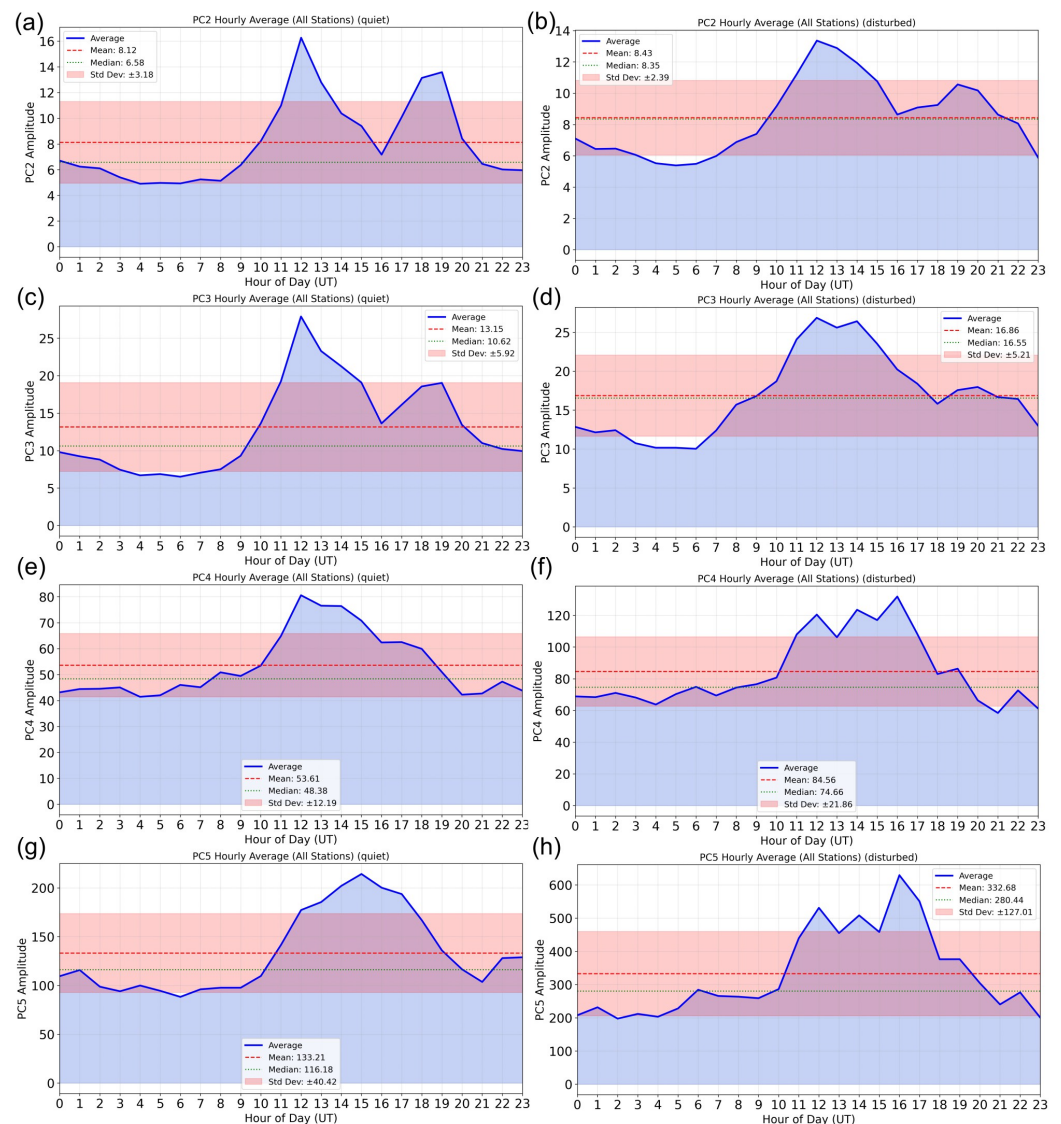 (a)
PC2 Hourly Average (All Stations) (quiet)
16
14
12
10
8
6
4
2
0
PC2 Amplitude
Average
Mean: 8.12
Median: 6.58
Std Dev: ±3.18
0 1 2 3 4 5 6 7 8 9 10 11 12 13 14 15 16 17 18 19 20 21 22 23
Hour of Day (UT)
(b)
PC2 Hourly Average (All Stations) (disturbed)
14
12
10
8
6
4
2
0
PC2 Amplitude
Average
Mean: 8.43
Median: 8.35
Std Dev: ±2.39
0 1 2 3 4 5 6 7 8 9 10 11 12 13 14 15 16 17 18 19 20 21 22 23
Hour of Day (UT)
(c)
PC3 Hourly Average (All Stations) (quiet)
25
20
15
10
5
0
PC3 Amplitude
Average
Mean: 13.15
Median: 10.62
Std Dev: ±5.92
0 1 2 3 4 5 6 7 8 9 10 11 12 13 14 15 16 17 18 19 20 21 22 23
Hour of Day (UT)
(d)
PC3 Hourly Average (All Stations) (disturbed)
25
20
15
10
5
0
PC3 Amplitude
Average
Mean: 16.86
Median: 16.55
Std Dev: ±5.21
0 1 2 3 4 5 6 7 8 9 10 11 12 13 14 15 16 17 18 19 20 21 22 23
Hour of Day (UT)
(e)
PC4 Hourly Average (All Stations) (quiet)
80
70
60
50
40
30
20
10
0
PC4 Amplitude
Average
Mean: 53.61
Median: 48.38
Std Dev: ±12.19
0 1 2 3 4 5 6 7 8 9 10 11 12 13 14 15 16 17 18 19 20 21 22 23
Hour of Day (UT)
(f)
PC4 Hourly Average (All Stations) (disturbed)
120
100
80
60
40
20
0
PC4 Amplitude
Average
Mean: 84.56
Median: 74.66
Std Dev: ±21.86
0 1 2 3 4 5 6 7 8 9 10 11 12 13 14 15 16 17 18 19 20 21 22 23
Hour of Day (UT)
(g)
PC5 Hourly Average (All Stations) (quiet)
200
150
100
50
0
PC5 Amplitude
Average
Mean: 133.21
Median: 116.18
Std Dev: ±40.42
0 1 2 3 4 5 6 7 8 9 10 11 12 13 14 15 16 17 18 19 20 21 22 23
Hour of Day (UT)
(h)
PC5 Hourly Average (All Stations) (disturbed)
600
500
400
300
200
100
0
PC5 Amplitude
Average
Mean: 332.68
Median: 280.44
Std Dev: ±127.01
0 1 2 3 4 5 6 7 8 9 10 11 12 13 14 15 16 17 18 19 20 21 22 23
Hour of Day (UT)